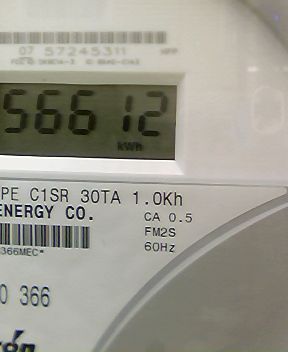 07 57245311 KPP
56612
kWh
PE C1SR 30TA 1.0Kh
ENERGY CO. CA 0.5
FM2S
366MEC*
60Hz
0 366